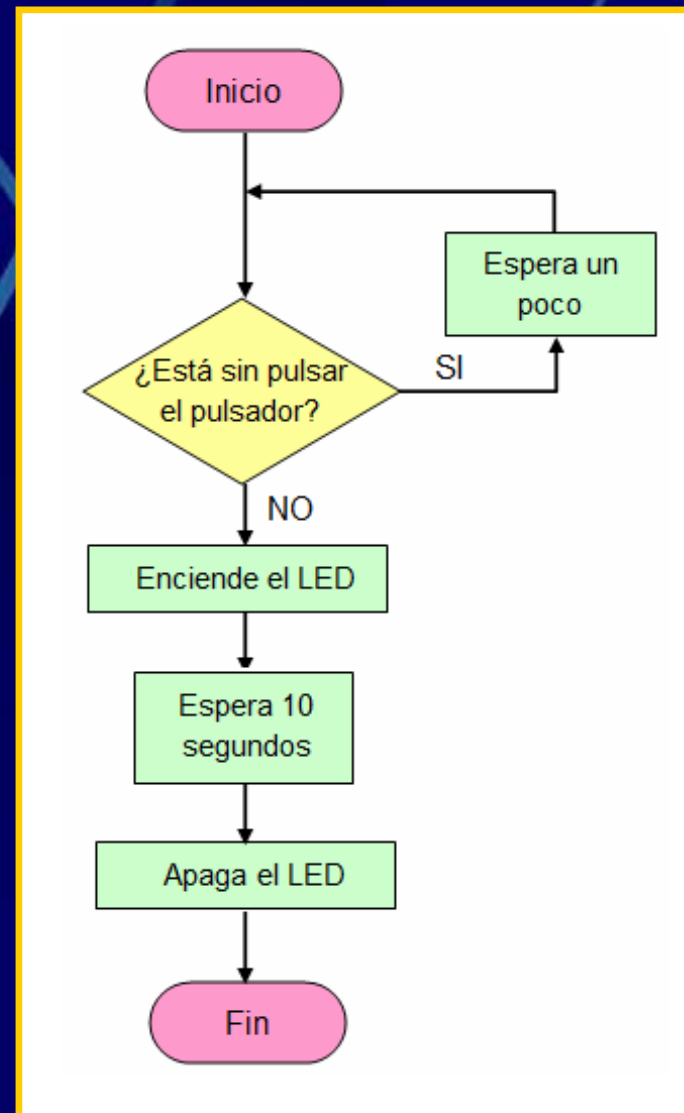 Inicio
Espera un
poco
¿Está sin pulsar
el pulsador?
SI
NO
Enciende el LED
Espera 10
segundos
Apaga el LED
Fin